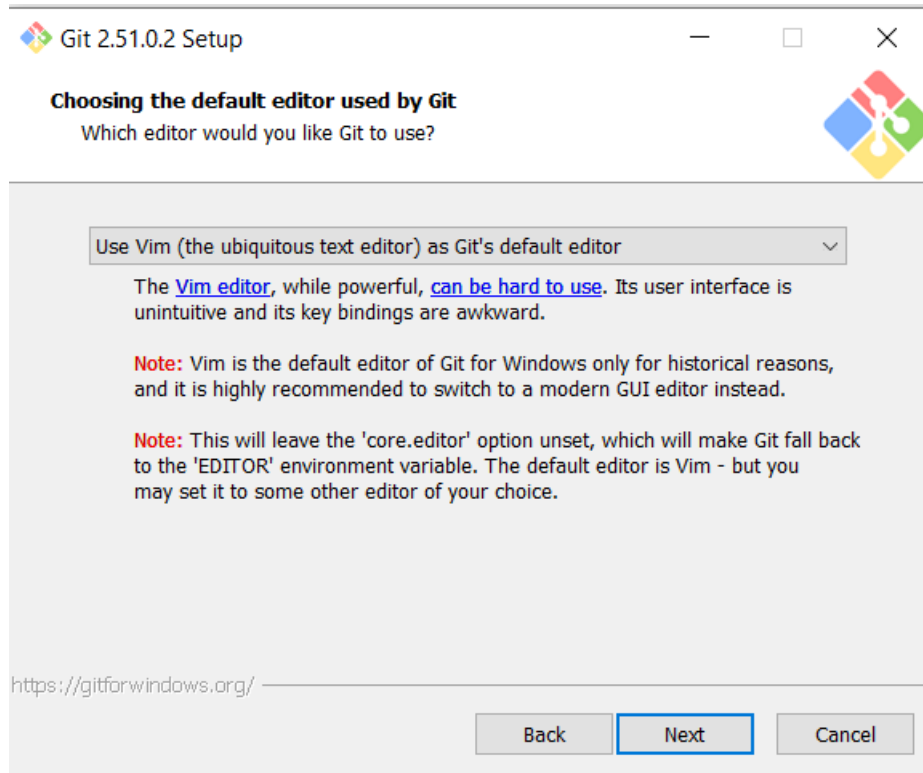 Git 2.51.0.2 Setup
Choosing the default editor used by Git
Which editor would you like Git to use?
Use Vim (the ubiquitous text editor) as Git's default editor
The Vim editor, while powerful, can be hard to use. Its user interface is
unintuitive and its key bindings are awkward.
Note: Vim is the default editor of Git for Windows only for historical reasons,
and it is highly recommended to switch to a modern GUI editor instead.
Note: This will leave the 'core.editor' option unset, which will make Git fall back
to the 'EDITOR' environment variable. The default editor is Vim - but you
may set it to some other editor of your choice.
https://gitforwindows.org/
Back Next Cancel